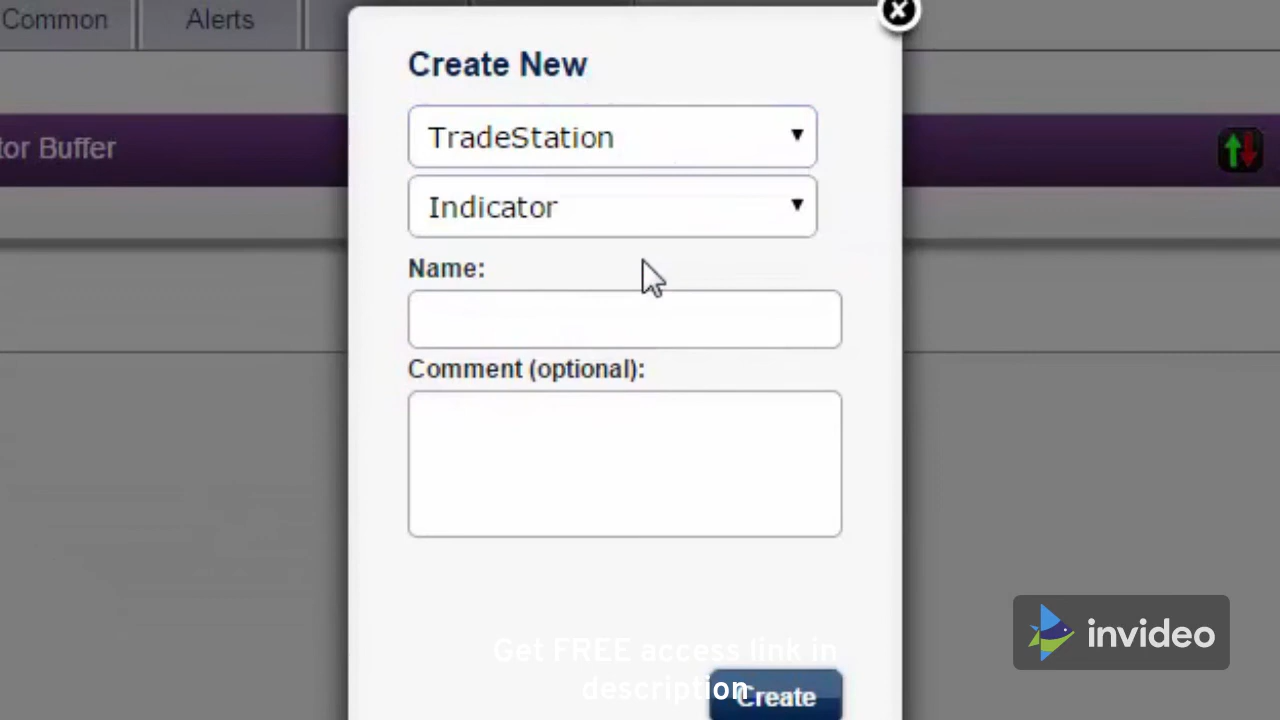 Common
Alerts
Create New
TradeStation
tor Buffer
Indicator
Name:
Comment (optional):
invideo
Get FREE access link in
description
Create